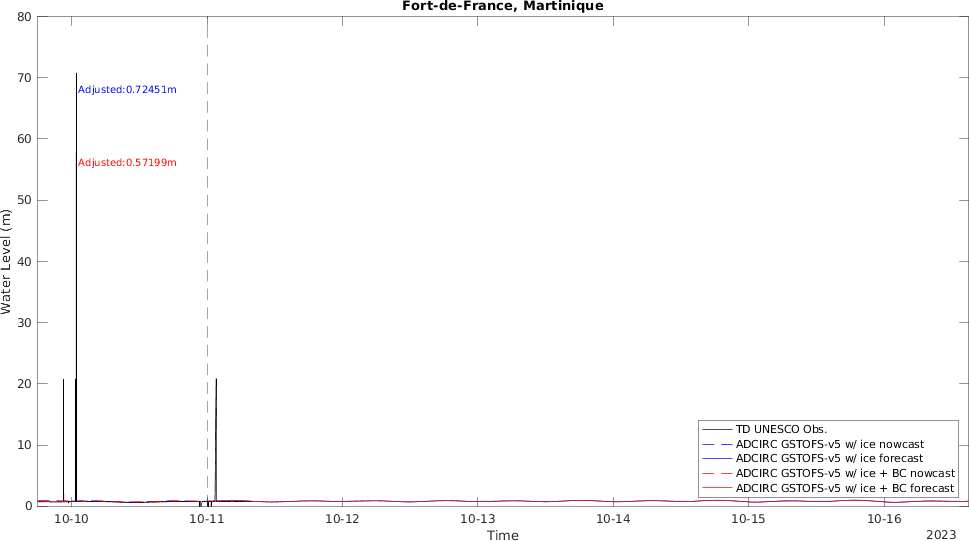 Fort-de-France, Martinique
80
70
60
50
40
30
20
10
0
Water Level (m)
Adjusted:0.72451m
Adjusted:0.57199m
TD UNESCO Obs.
ADCIRC GSTOFS-v5 w/ ice nowcast
ADCIRC GSTOFS-v5 w/ ice forecast
ADCIRC GSTOFS-v5 w/ ice + BC nowcast
ADCIRC GSTOFS-v5 w/ ice + BC forecast
10-10 10-11 10-12 10-13 10-14 10-15 10-16
Time
2023